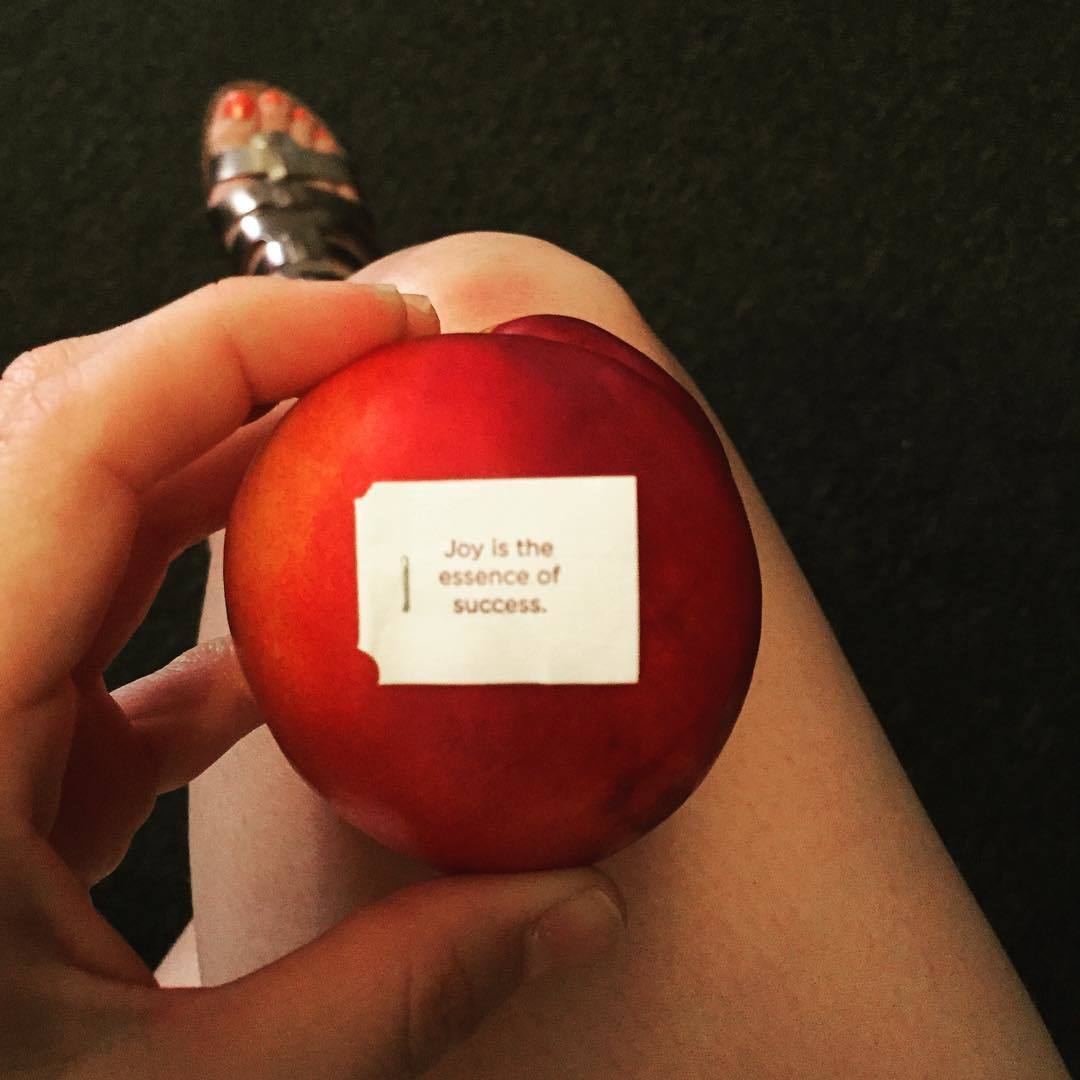 Joy is the
essence of
success.